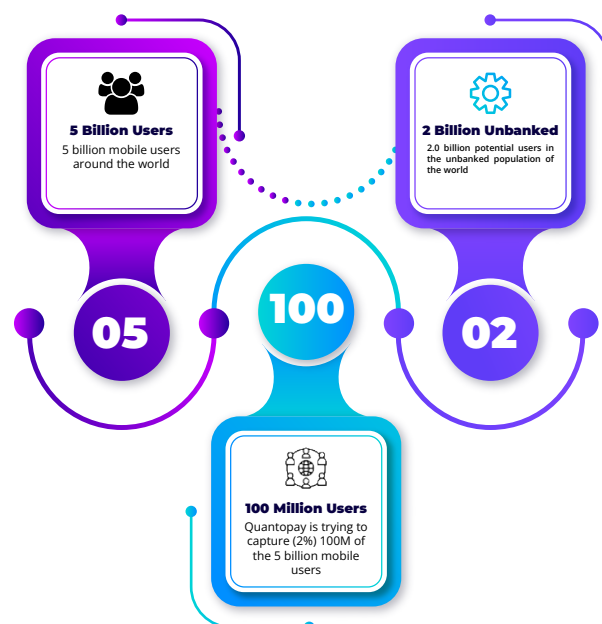 5 Billion Users
5 billion mobile users
around the world
05
100
100 Million Users
Quantopay is trying to
capture (2%) 100M of
the 5 billion mobile
users
2 Billion Unbanked
2.0 billion potential users in
the unbanked population of
the world
02